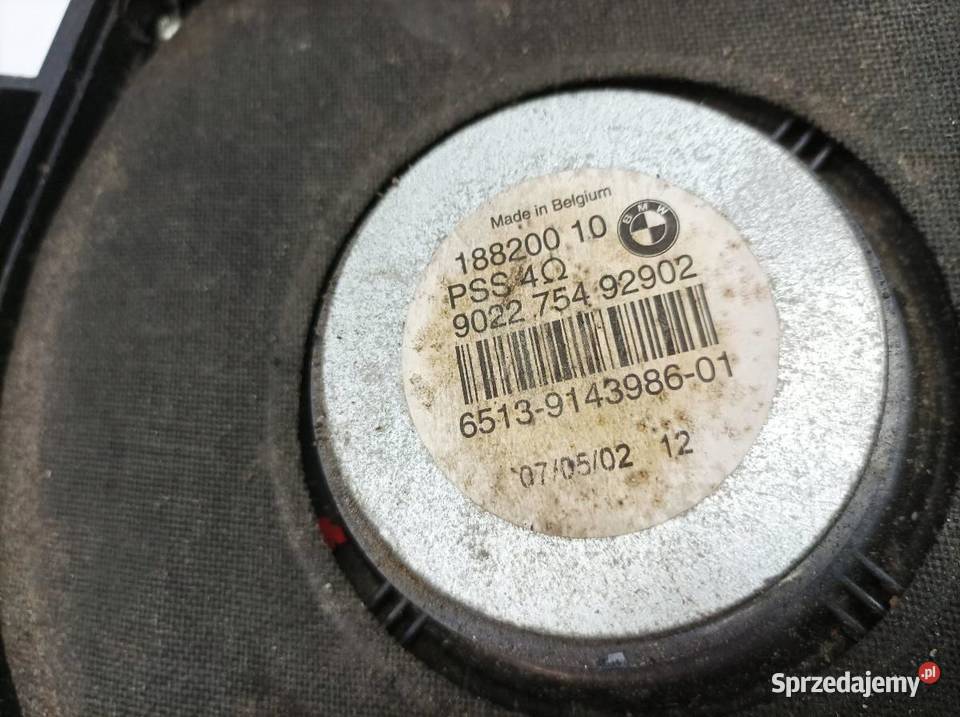 Made in Belgium
188200 10
BMW
PSS 4Ω
9022 754 92902
6513-9143986-01
07/05/02 12
Sprzedajemy.pl